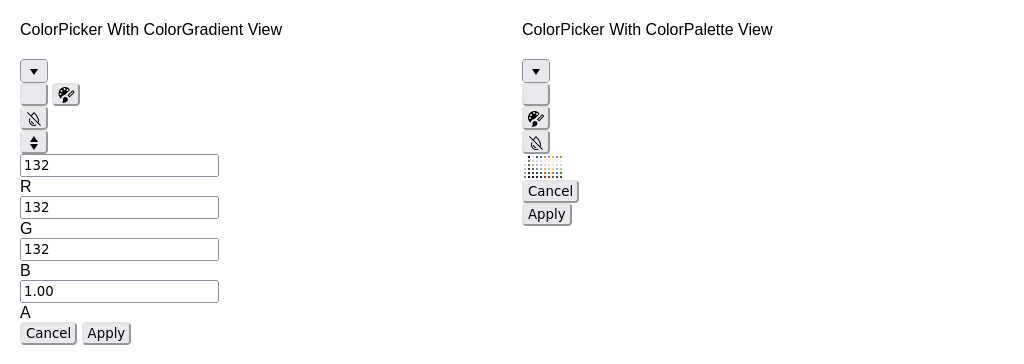 ColorPicker With ColorGradient View
132
R
132
G
132
B
1.00
A
Cancel Apply
ColorPicker With ColorPalette View
Cancel
Apply